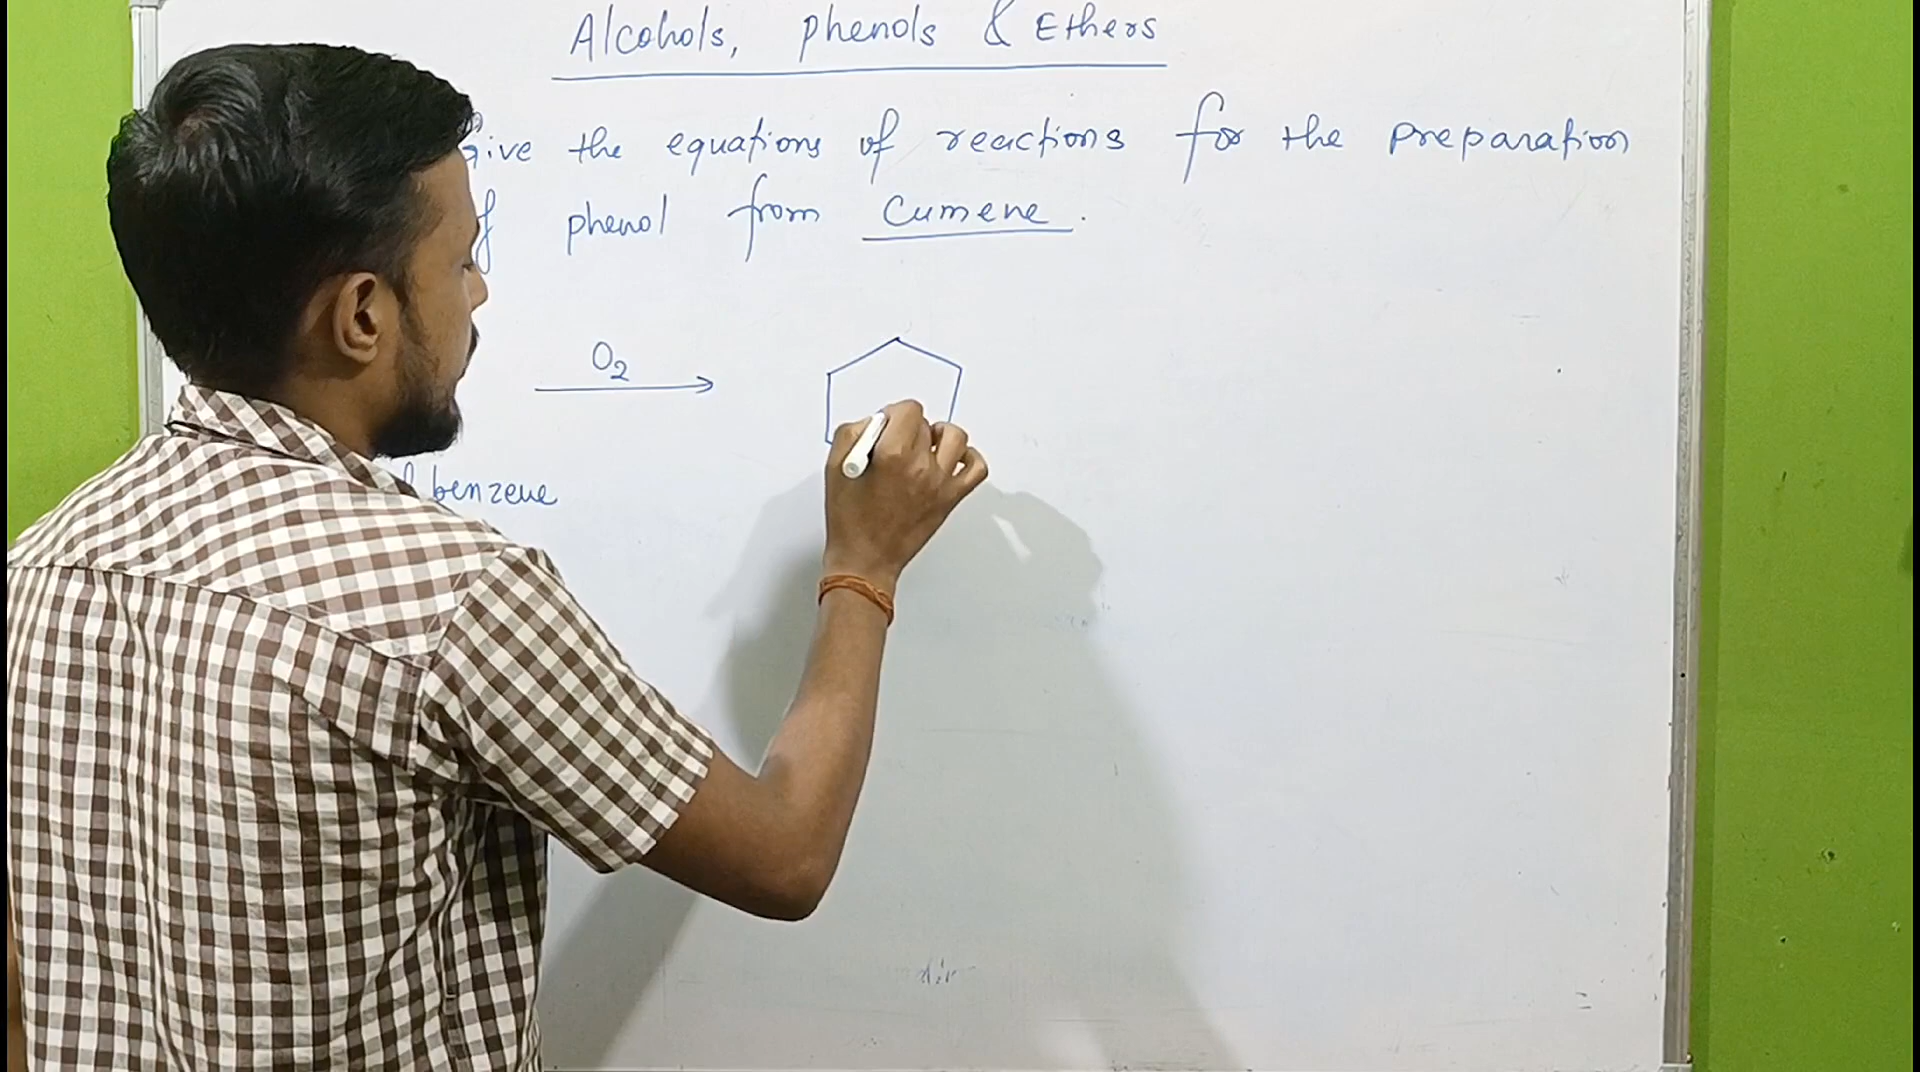 Alcohols, phenols & Ethers
Give the equations of reactions for the preparation
of phenol from Cumene.
O2
benzene